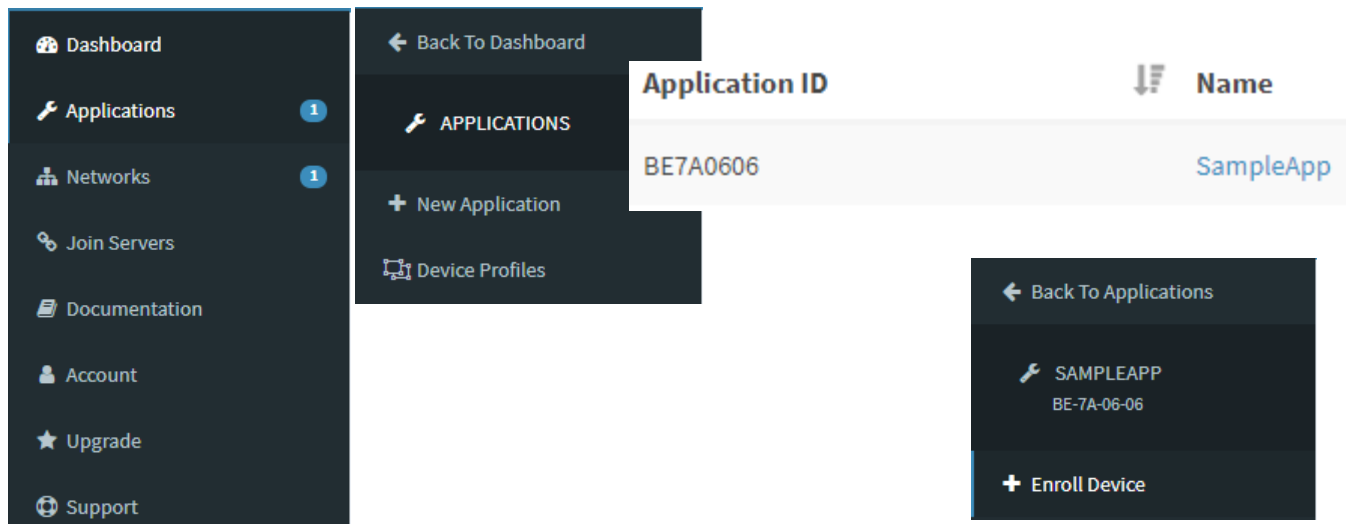 Dashboard
Applications 1
Networks 1
Join Servers
Documentation
Account
Upgrade
Support
Back To Dashboard
APPLICATIONS
New Application
Device Profiles
Application ID Name
BE7A0606 SampleApp
Back To Applications
SAMPLEAPP
BE-7A-06-06
Enroll Device